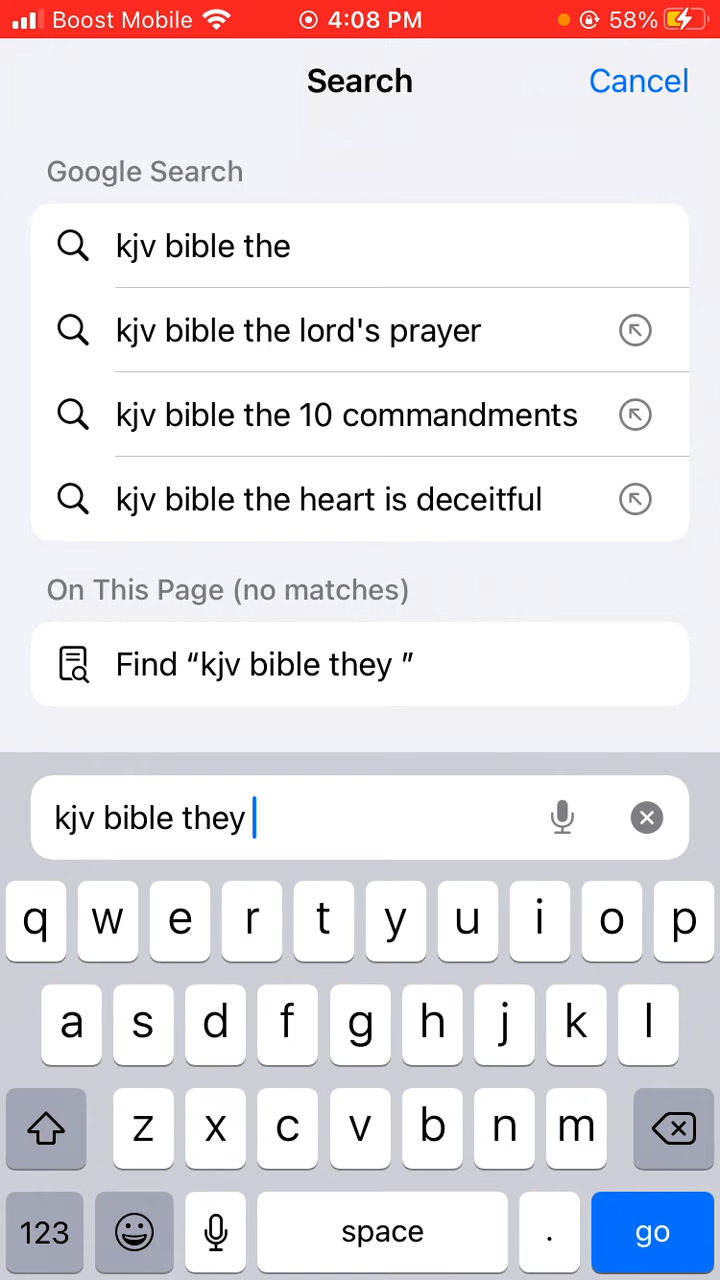 Boost Mobile 4:08 PM 58%
Search Cancel
Google Search
kjv bible the
kjv bible the lord's prayer
kjv bible the 10 commandments
kjv bible the heart is deceitful
On This Page (no matches)
Find “kjv bible they ”
kjv bible they
q w e r t y u i o p
a s d f g h j k l
z x c v b n m
123 space . go